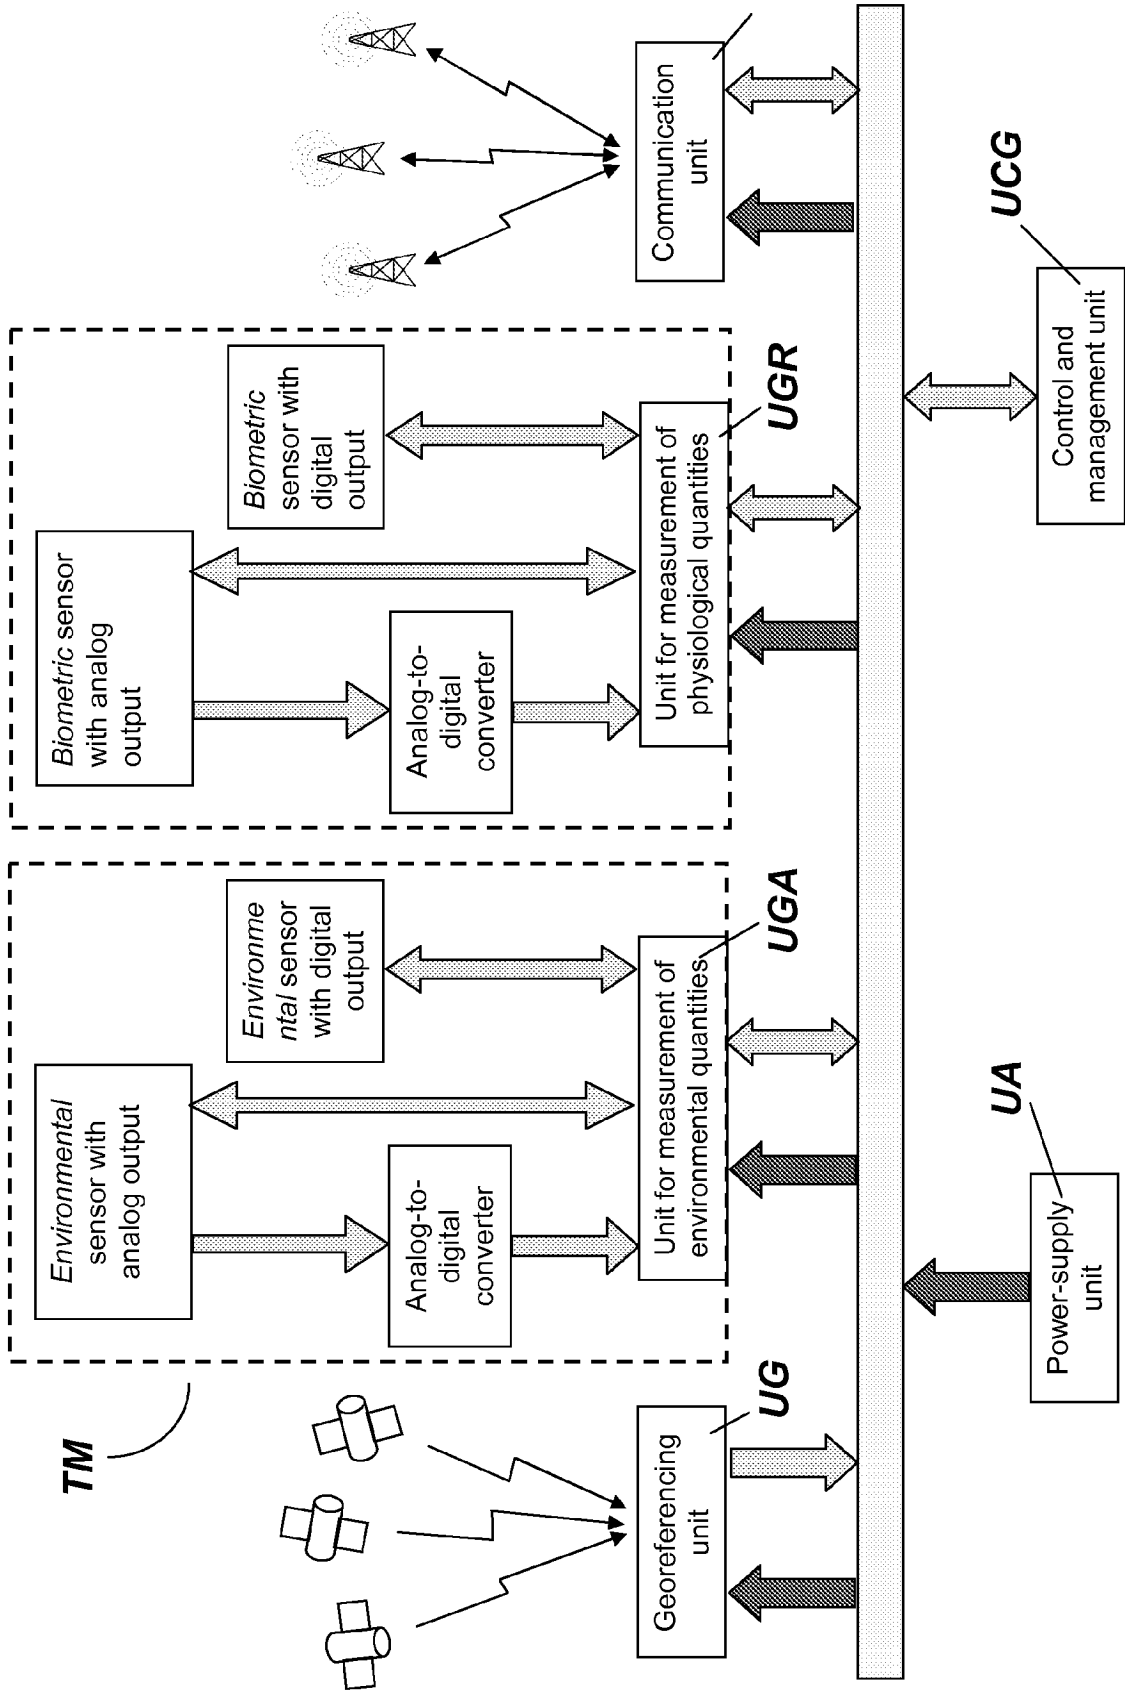 TM
Georeferencing
unit
UG
Environmental
sensor with
analog output
Environme
ntal sensor
with digital
output
Analog-to-
digital
converter
Unit for measurement of
environmental quantities
UGA
Biometric sensor
with analog
output
Biometric
sensor with
digital
output
Analog-to-
digital
converter
Unit for measurement of
physiological quantities
UGR
Communication
unit
Power-supply
unit
UA
Control and
management unit
UCG